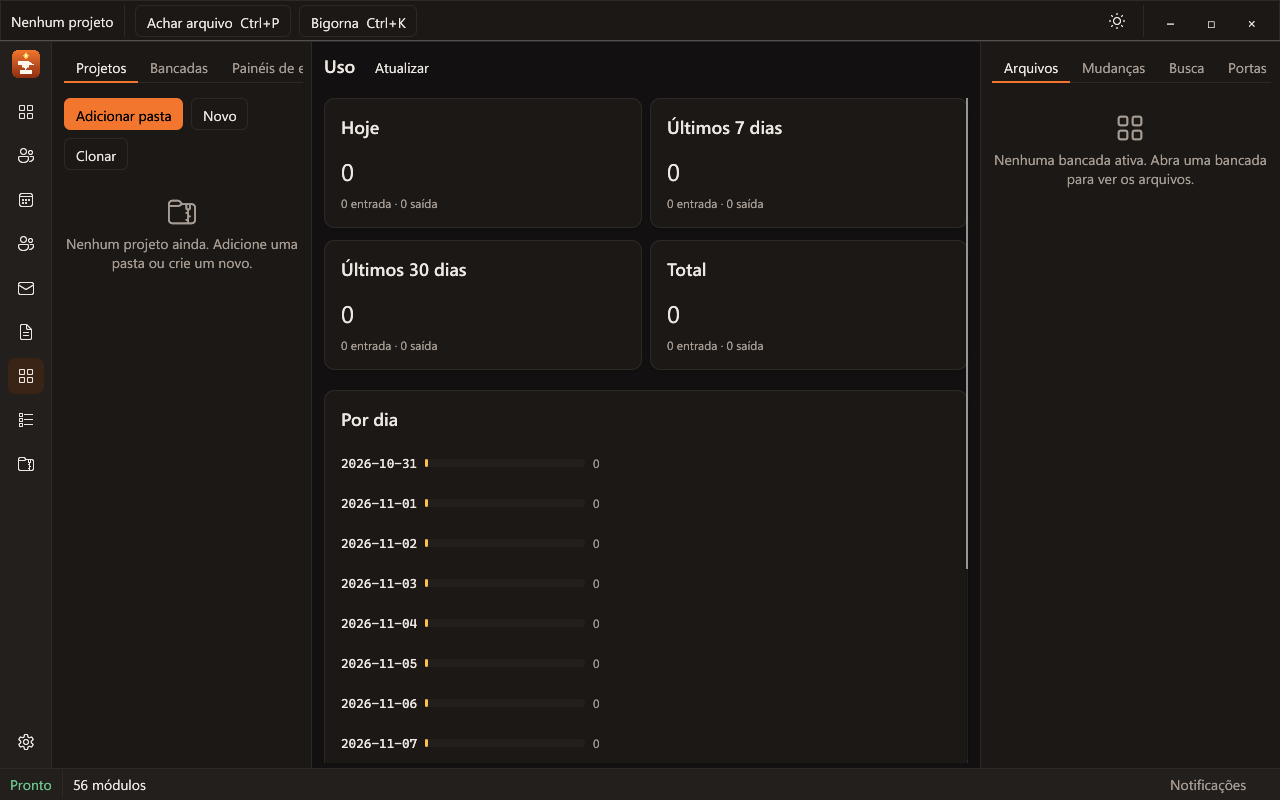 Nenhum projeto
Achar arquivo Ctrl+P
Bigorna Ctrl+K
Projetos
Bancadas
Painéis de e
Adicionar pasta
Novo
Clonar
Nenhum projeto ainda. Adicione uma
pasta ou crie um novo.
Uso
Atualizar
Hoje
0
0 entrada · 0 saída
Últimos 7 dias
0
0 entrada · 0 saída
Últimos 30 dias
0
0 entrada · 0 saída
Total
0
0 entrada · 0 saída
Por dia
2026-10-31 0
2026-11-01 0
2026-11-02 0
2026-11-03 0
2026-11-04 0
2026-11-05 0
2026-11-06 0
2026-11-07 0
Arquivos
Mudanças
Busca
Portas
Nenhuma bancada ativa. Abra uma bancada
para ver os arquivos.
Pronto
56 módulos
Notificações